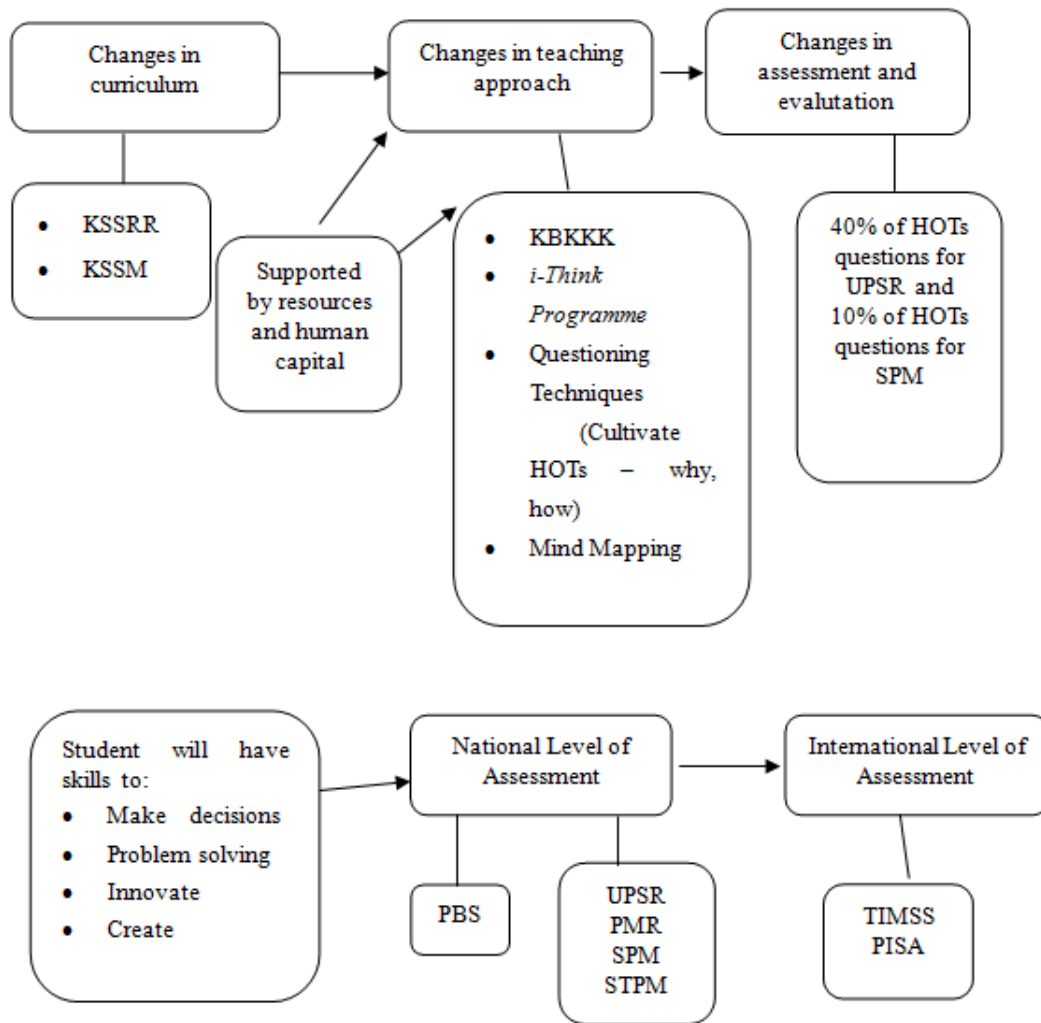 Changes in
curriculum
Changes in teaching
approach
Changes in
assessment and
evalutation
• KSSRR
• KSSM
Supported
by resources
and human
capital
• KBKKK
• i-Think
Programme
• Questioning
Techniques
(Cultivate
HOTs – why,
how)
• Mind Mapping
40% of HOTs
questions for
UPSR and
10% of HOTs
questions for
SPM
Student will have
skills to:
• Make decisions
• Problem solving
• Innovate
• Create
National Level of
Assessment
International Level of
Assessment
PBS
UPSR
PMR
SPM
STPM
TIMSS
PISA